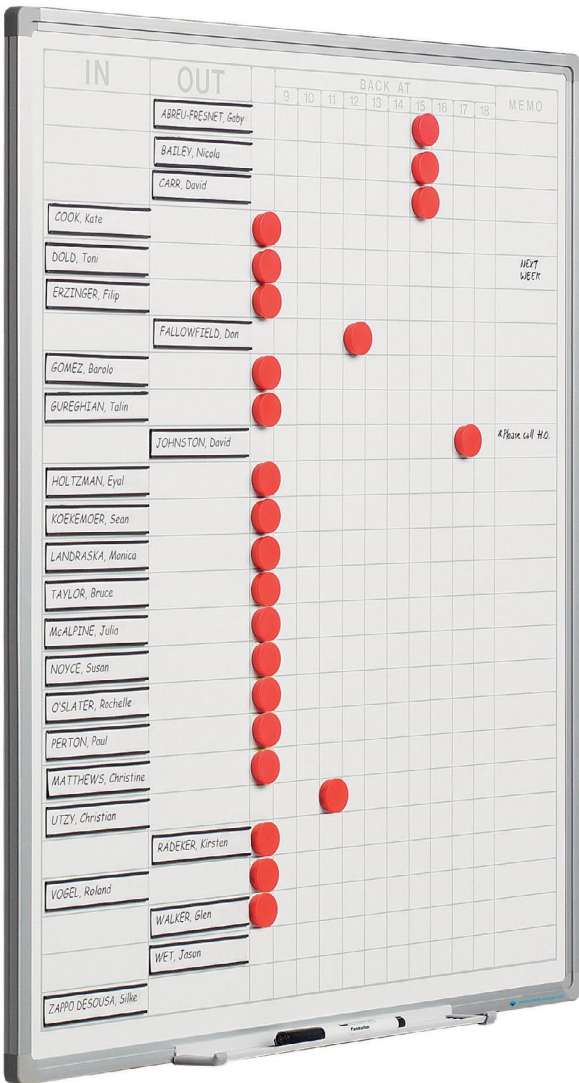 IN OUT BACK AT MEMO
9 10 11 12 13 14 15 16 17 18
ABREU-FRESNET, Gaby
BAILEY, Nicola
CARR, David
COOK, Kate
DOLD, Toni
NEXT
WEEK
ERZINGER, Filip
FALLOWFIELD, Dan
GOMEZ, Barolo
GUREGHIAN, Talin
JOHNSTON, David *Please call H.O.
HOLTZMAN, Eyal
KOEKEMOER, Sean
LANDRASKA, Monica
TAYLOR, Bruce
McALPINE, Julia
NOYCE, Susan
O'SLATER, Rachelle
PERTON, Paul
MATTHEWS, Christine
UTZY, Christian
RADEKER, Kirsten
VOGEL, Roland
WALKER, Glen
WET, Jason
ZAPPO DESOUSA, Silke